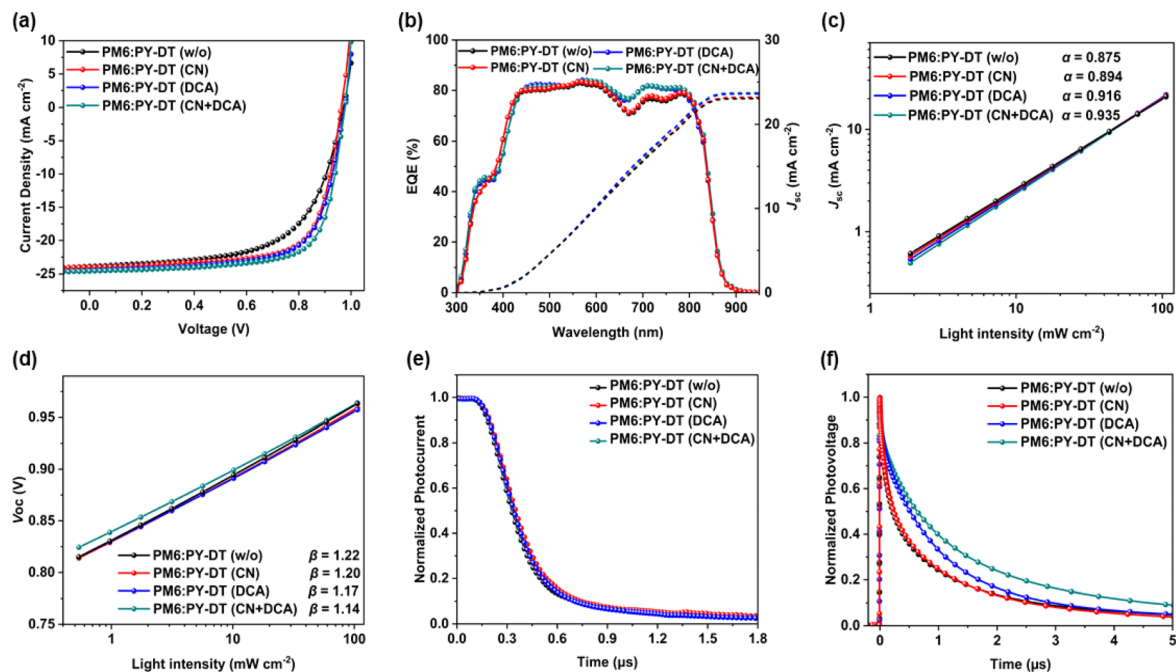 (a)
10
5
0
-5
-10
-15
-20
-25
Current Density (mA cm-2)
PM6:PY-DT (w/o)
PM6:PY-DT (CN)
PM6:PY-DT (DCA)
PM6:PY-DT (CN+DCA)
0.0 0.2 0.4 0.6 0.8 1.0
Voltage (V)
(b)
100
80
60
40
20
0
EQE (%)
PM6:PY-DT (w/o) PM6:PY-DT (DCA)
PM6:PY-DT (CN) PM6:PY-DT (CN+DCA)
30
20
10
0
Jsc (mA cm-2)
300 400 500 600 700 800 900
Wavelength (nm)
(c)
10
1
Jsc (mA cm-2)
PM6:PY-DT (w/o) α = 0.875
PM6:PY-DT (CN) α = 0.894
PM6:PY-DT (DCA) α = 0.916
PM6:PY-DT (CN+DCA) α = 0.935
1 10 100
Light intensity (mW cm-2)
(d)
0.95
0.90
0.85
0.80
0.75
Voc (V)
PM6:PY-DT (w/o) β = 1.22
PM6:PY-DT (CN) β = 1.20
PM6:PY-DT (DCA) β = 1.17
PM6:PY-DT (CN+DCA) β = 1.14
1 10 100
Light intensity (mW cm-2)
(e)
1.0
0.8
0.6
0.4
0.2
0.0
Normalized Photocurrent
PM6:PY-DT (w/o)
PM6:PY-DT (CN)
PM6:PY-DT (DCA)
PM6:PY-DT (CN+DCA)
0.0 0.3 0.6 0.9 1.2 1.5 1.8
Time (μs)
(f)
1.0
0.8
0.6
0.4
0.2
0.0
Normalized Photovoltage
PM6:PY-DT (w/o)
PM6:PY-DT (CN)
PM6:PY-DT (DCA)
PM6:PY-DT (CN+DCA)
0 1 2 3 4 5
Time (μs)